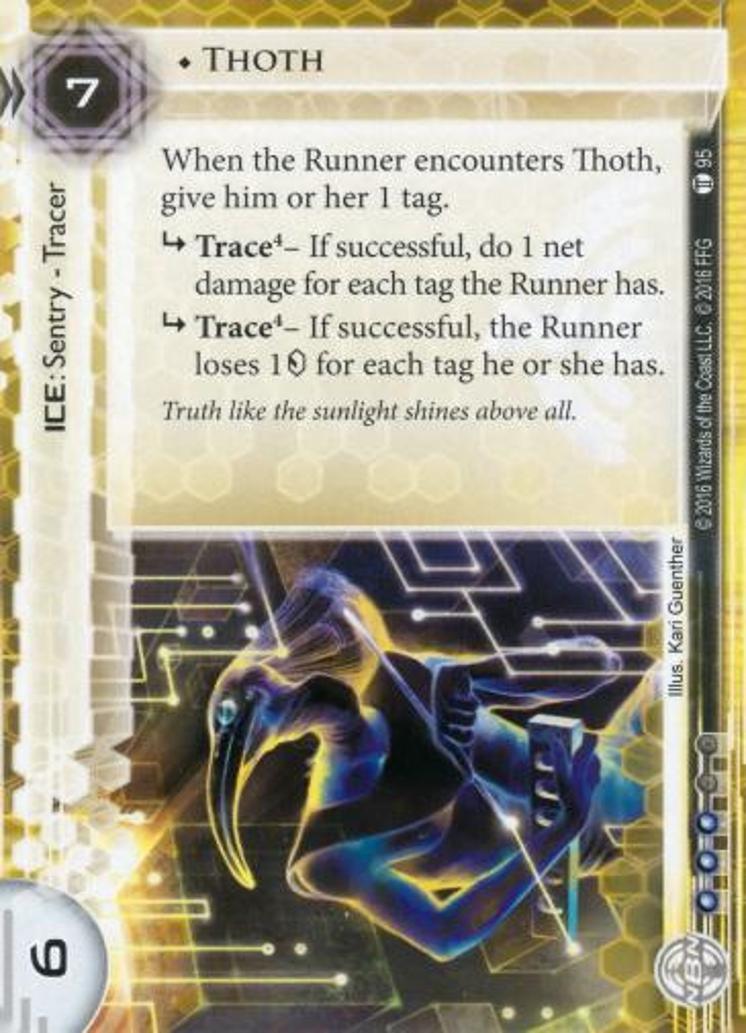 7
◆ THOTH
ICE: Sentry - Tracer
When the Runner encounters Thoth,
give him or her 1 tag.
↳ Trace⁴– If successful, do 1 net
damage for each tag the Runner has.
↳ Trace⁴– If successful, the Runner
loses 1 for each tag he or she has.
Truth like the sunlight shines above all.
95
© 2016 Wizards of the Coast LLC. © 2016 FFG
Illus. Kari Guenther
6
NBN